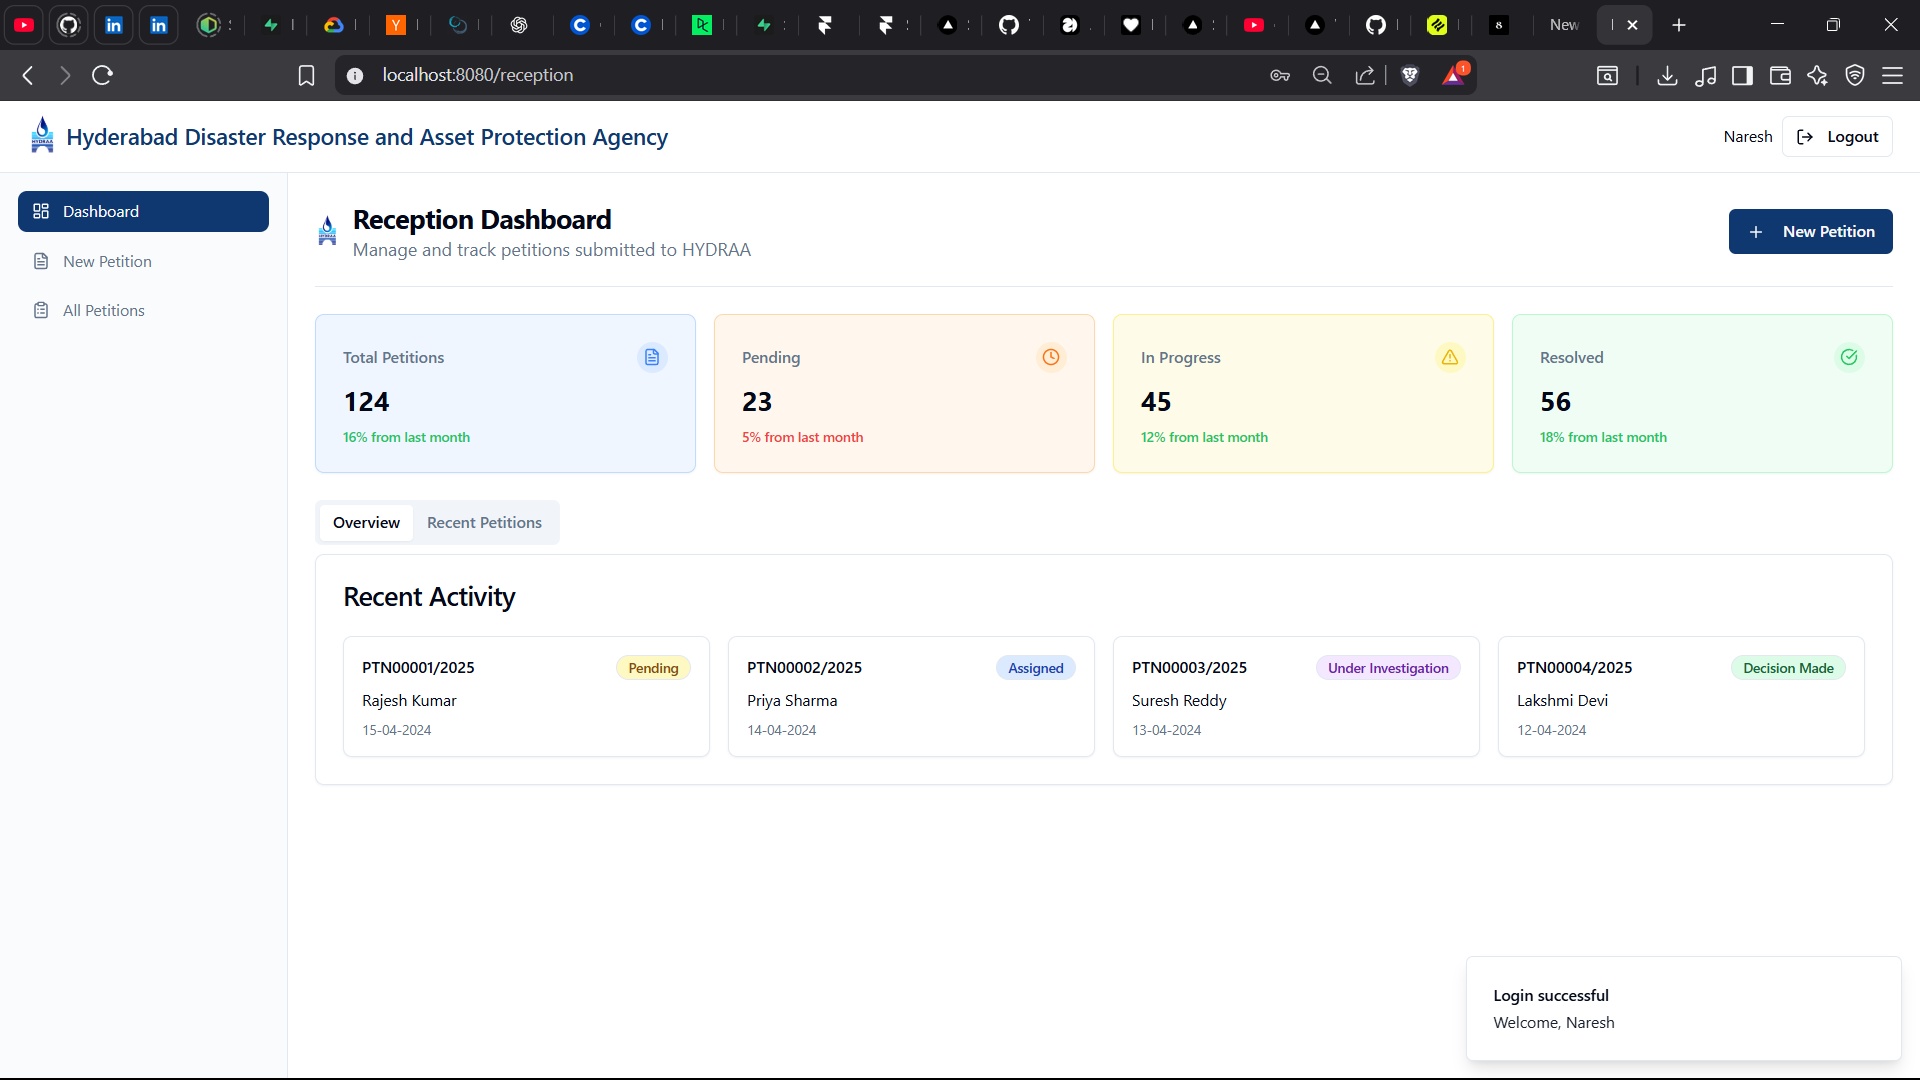 New
localhost:8080/reception
1
Hyderabad Disaster Response and Asset Protection Agency
Naresh
Logout
Dashboard
New Petition
All Petitions
Reception Dashboard
Manage and track petitions submitted to HYDRAA
New Petition
Total Petitions
124
16% from last month
Pending
23
5% from last month
In Progress
45
12% from last month
Resolved
56
18% from last month
Overview
Recent Petitions
Recent Activity
PTN00001/2025
Pending
Rajesh Kumar
15-04-2024
PTN00002/2025
Assigned
Priya Sharma
14-04-2024
PTN00003/2025
Under Investigation
Suresh Reddy
13-04-2024
PTN00004/2025
Decision Made
Lakshmi Devi
12-04-2024
Login successful
Welcome, Naresh